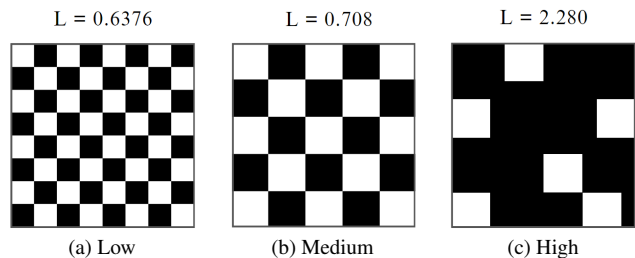 L = 0.6376
L = 0.708
L = 2.280
(a) Low
(b) Medium
(c) High